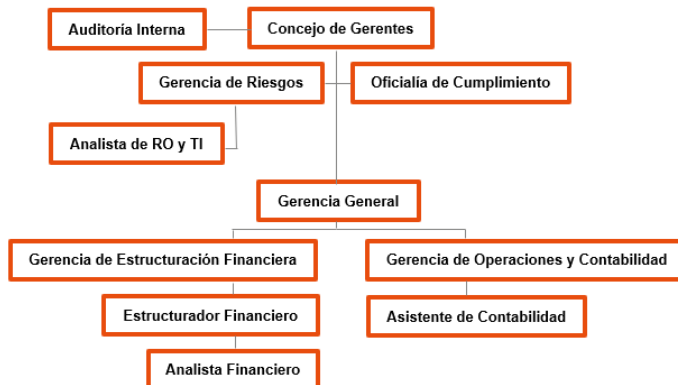 Auditoría Interna
Concejo de Gerentes
Gerencia de Riesgos
Oficialía de Cumplimiento
Analista de RO y TI
Gerencia General
Gerencia de Estructuración Financiera
Gerencia de Operaciones y Contabilidad
Estructurador Financiero
Asistente de Contabilidad
Analista Financiero